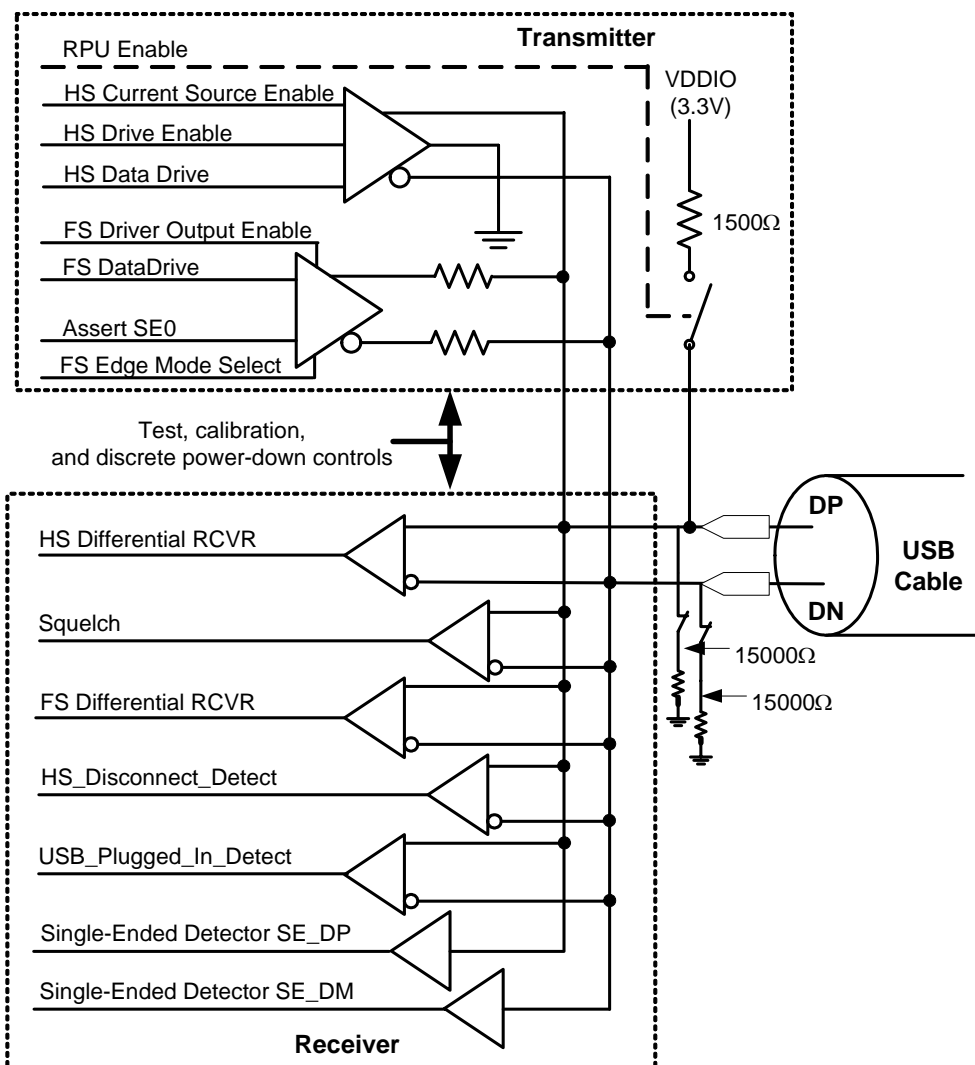 Transmitter
RPU Enable
HS Current Source Enable
HS Drive Enable
HS Data Drive
FS Driver Output Enable
FS DataDrive
Assert SE0
FS Edge Mode Select
VDDIO
(3.3V)
1500Ω
Test, calibration,
and discrete power-down controls
HS Differential RCVR
Squelch
FS Differential RCVR
HS_Disconnect_Detect
USB_Plugged_In_Detect
Single-Ended Detector SE_DP
Single-Ended Detector SE_DM
Receiver
DP
DN
USB
Cable
15000Ω
15000Ω